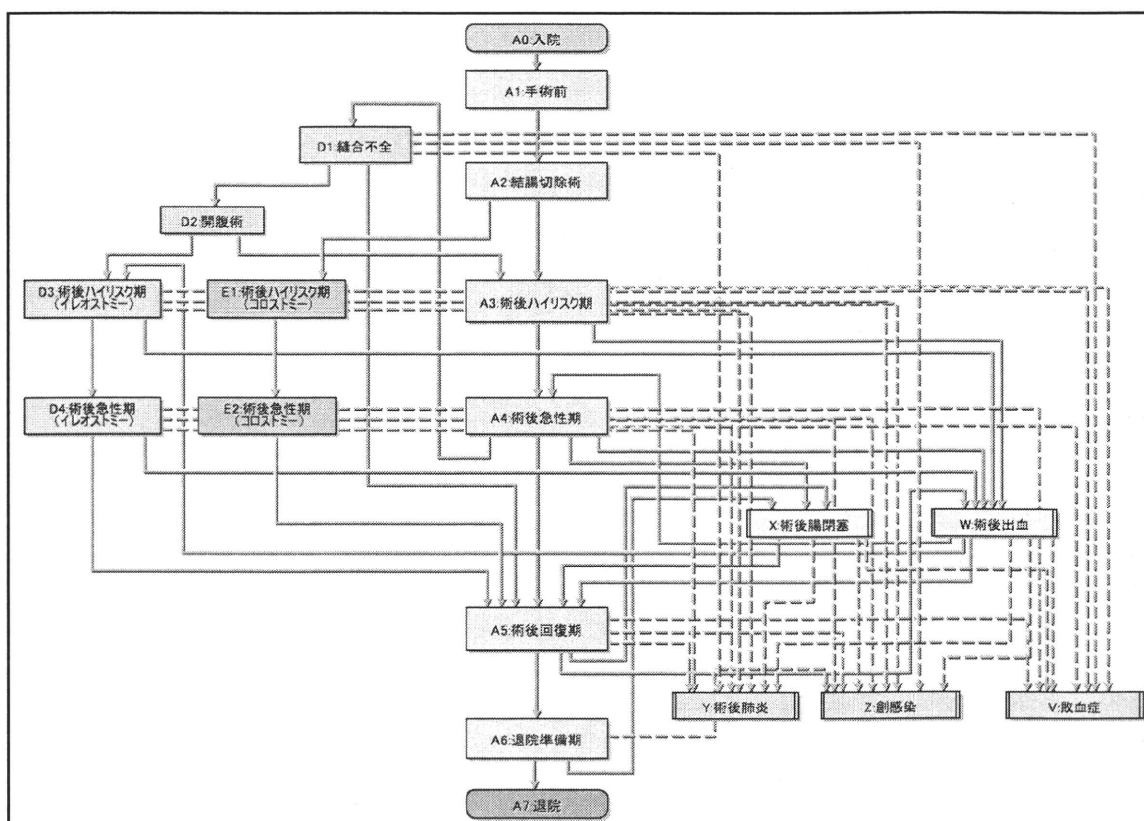 A0:入院
A1:手術前
D1:縫合不全
A2:結腸切除術
D2:開腹術
D3:術後ハイリスク期
(イレオストミー)
E1:術後ハイリスク期
(コロストミー)
A3:術後ハイリスク期
D4:術後急性期
(イレオストミー)
E2:術後急性期
(コロストミー)
A4:術後急性期
X:術後腸閉塞
W:術後出血
A5:術後回復期
Y:術後肺炎
Z:創感染
V:敗血症
A6:退院準備期
A7:退院